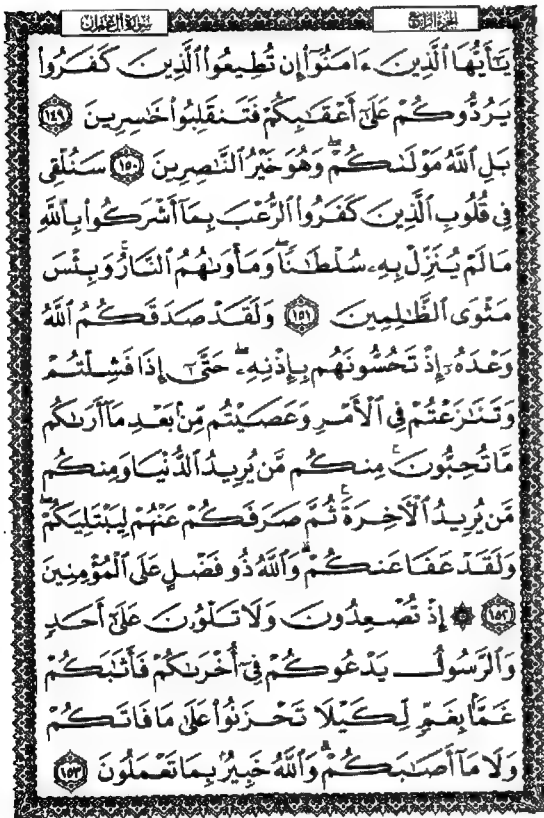 سورة آل عمران
الجزء الرابع
يَـٰٓأَيُّهَا ٱلَّذِينَ ءَامَنُوٓا۟ إِن تُطِيعُوا۟ ٱلَّذِينَ كَفَرُوا۟
يَرُدُّوكُمْ عَلَىٰٓ أَعْقَـٰبِكُمْ فَتَنقَلِبُوا۟ خَـٰسِرِينَ ١٤٩
بَلِ ٱللَّهُ مَوْلَىٰكُمْ ۖ وَهُوَ خَيْرُ ٱلنَّـٰصِرِينَ ١٥٠ سَنُلْقِى
فِى قُلُوبِ ٱلَّذِينَ كَفَرُوا۟ ٱلرُّعْبَ بِمَآ أَشْرَكُوا۟ بِٱللَّهِ
مَا لَمْ يُنَزِّلْ بِهِۦ سُلْطَـٰنًا ۖ وَمَأْوَىٰهُمُ ٱلنَّارُ ۚ وَبِئْسَ
مَثْوَى ٱلظَّـٰلِمِينَ ١٥١ وَلَقَدْ صَدَقَكُمُ ٱللَّهُ
وَعْدَهُۥٓ إِذْ تَحُسُّونَهُم بِإِذْنِهِۦ ۖ حَتَّىٰٓ إِذَا فَشِلْتُمْ
وَتَنَـٰزَعْتُمْ فِى ٱلْأَمْرِ وَعَصَيْتُم مِّنۢ بَعْدِ مَآ أَرَىٰكُم
مَّا تُحِبُّونَ ۚ مِنكُم مَّن يُرِيدُ ٱلدُّنْيَا وَمِنكُم
مَّن يُرِيدُ ٱلْـَٔاخِرَةَ ۚ ثُمَّ صَرَفَكُمْ عَنْهُمْ لِيَبْتَلِيَكُمْ ۖ
وَلَقَدْ عَفَا عَنكُمْ ۗ وَٱللَّهُ ذُو فَضْلٍ عَلَى ٱلْمُؤْمِنِينَ
١٥٢ ۞ إِذْ تُصْعِدُونَ وَلَا تَلْوُۥنَ عَلَىٰٓ أَحَدٍ
وَٱلرَّسُولُ يَدْعُوكُمْ فِىٓ أُخْرَىٰكُمْ فَأَثَـٰبَكُمْ
غَمًّۢا بِغَمٍّ لِّكَيْلَا تَحْزَنُوا۟ عَلَىٰ مَا فَاتَكُمْ
وَلَا مَآ أَصَـٰبَكُمْ ۗ وَٱللَّهُ خَبِيرٌۢ بِمَا تَعْمَلُونَ ١٥٣